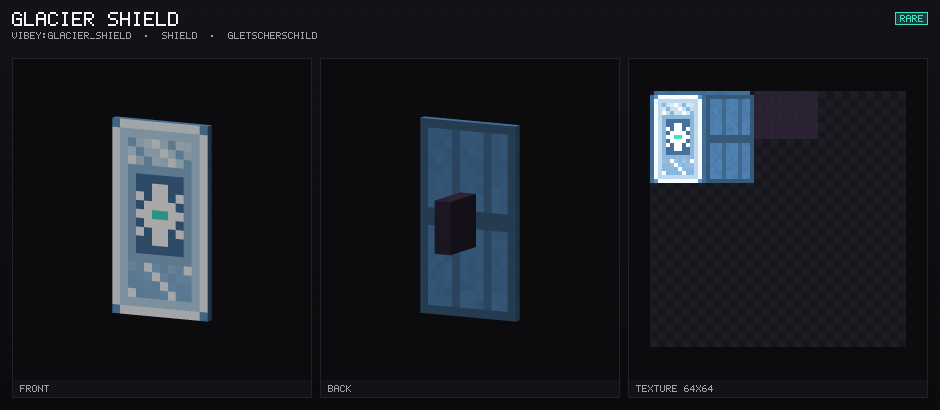 GLACIER SHIELD
RARE
VIBEY:GLACIER_SHIELD • SHIELD • GLETSCHERSCHILD
FRONT
BACK
TEXTURE 64X64